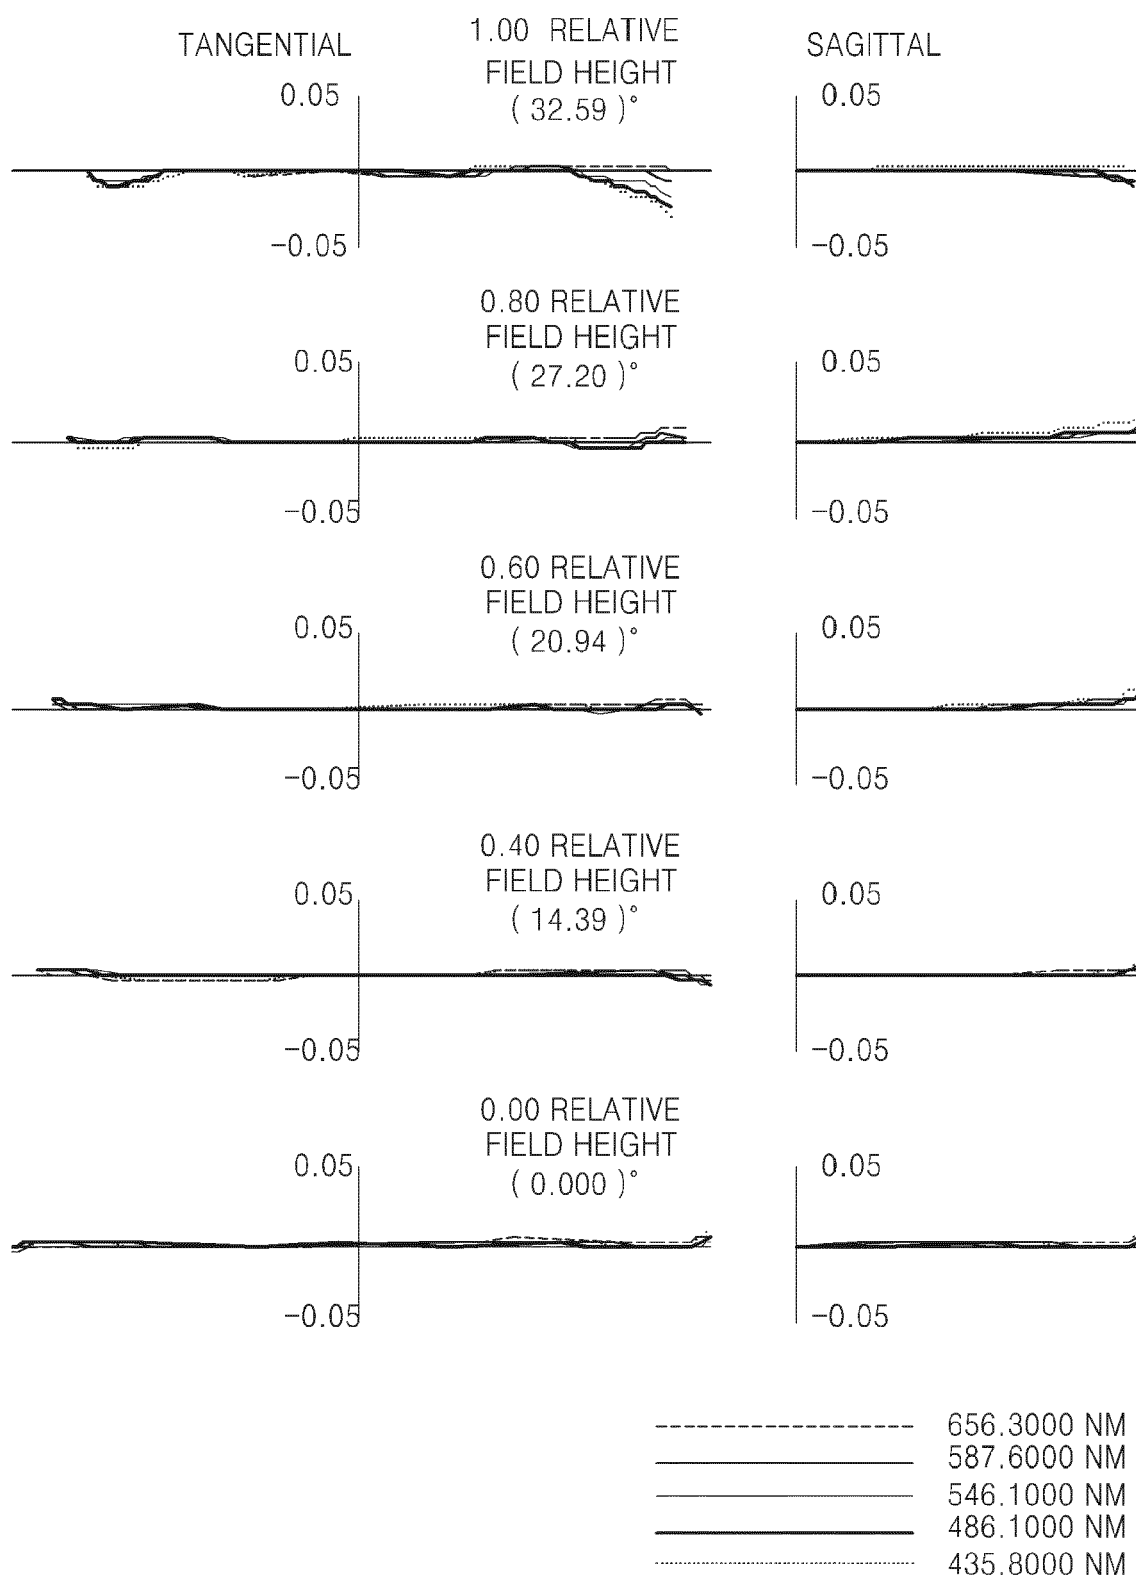 TANGENTIAL
1.00 RELATIVE
FIELD HEIGHT
( 32.59 )°
SAGITTAL
0.05
0.05
-0.05
-0.05
0.80 RELATIVE
FIELD HEIGHT
( 27.20 )°
0.05
0.05
-0.05
-0.05
0.60 RELATIVE
FIELD HEIGHT
( 20.94 )°
0.05
0.05
-0.05
-0.05
0.40 RELATIVE
FIELD HEIGHT
( 14.39 )°
0.05
0.05
-0.05
-0.05
0.00 RELATIVE
FIELD HEIGHT
( 0.000 )°
0.05
0.05
-0.05
-0.05
656.3000 NM
587.6000 NM
546.1000 NM
486.1000 NM
435.8000 NM